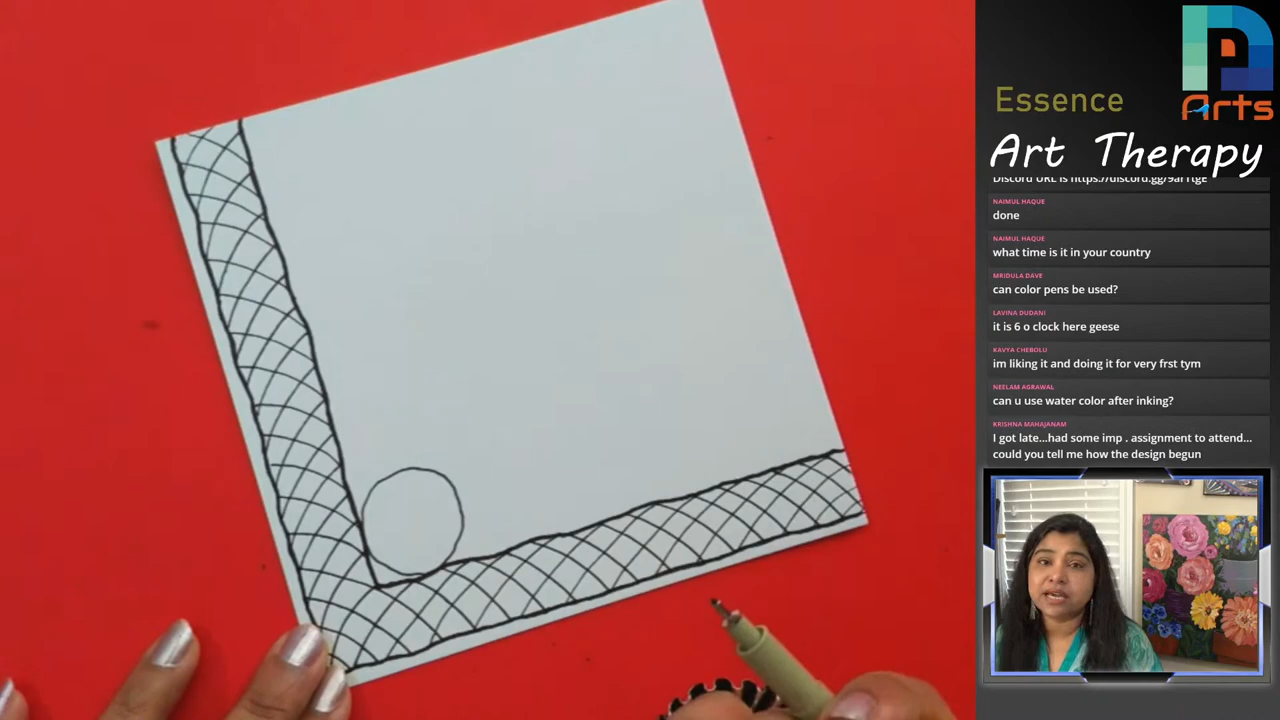 Arts
Essence
Art Therapy
Discord URL is
NAIMUL HAQUE
done
NAIMUL HAQUE
what time is it in your country
MRIDULA DAVE
can color pens be used?
LAVINA DUDANI
it is 6 o clock here geese
KAVYA CHEBOLU
im liking it and doing it for very frst tym
NEELAM AGRAWAL
can u use water color after inking?
KRISHNA MAHAJANAM
I got late...had some imp . assignment to attend...
could you tell me how the design begun